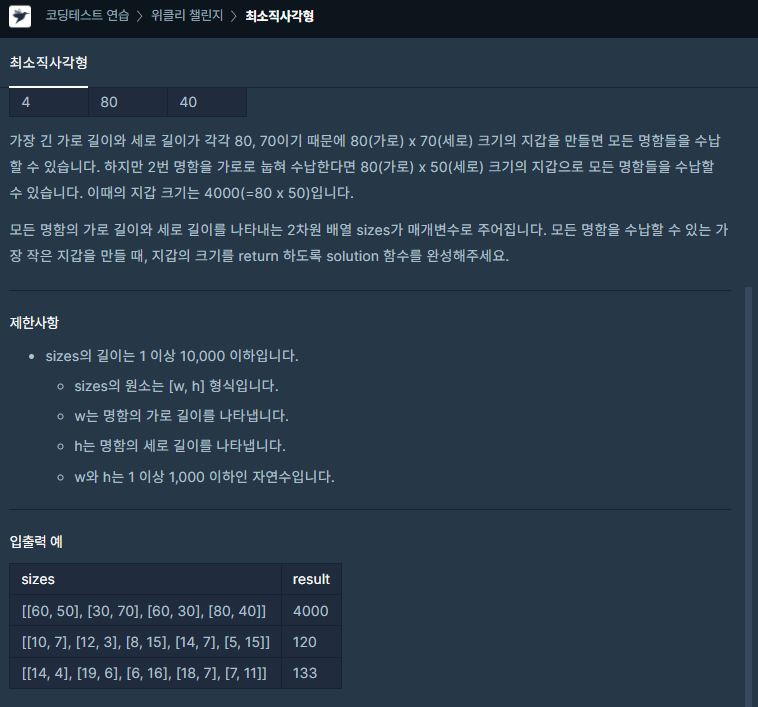 코딩테스트 연습 > 위클리 챌린지 > 최소직사각형
최소직사각형
4 80 40
가장 긴 가로 길이와 세로 길이가 각각 80, 70이기 때문에 80(가로) x 70(세로) 크기의 지갑을 만들면 모든 명함들을 수납
할 수 있습니다. 하지만 2번 명함을 가로로 눕혀 수납한다면 80(가로) x 50(세로) 크기의 지갑으로 모든 명함들을 수납할
수 있습니다. 이때의 지갑 크기는 4000(=80 x 50)입니다.
모든 명함의 가로 길이와 세로 길이를 나타내는 2차원 배열 sizes가 매개변수로 주어집니다. 모든 명함을 수납할 수 있는 가
장 작은 지갑을 만들 때, 지갑의 크기를 return 하도록 solution 함수를 완성해주세요.
제한사항
• sizes의 길이는 1 이상 10,000 이하입니다.
◦ sizes의 원소는 [w, h] 형식입니다.
◦ w는 명함의 가로 길이를 나타냅니다.
◦ h는 명함의 세로 길이를 나타냅니다.
◦ w와 h는 1 이상 1,000 이하인 자연수입니다.
입출력 예
sizes result
[[60, 50], [30, 70], [60, 30], [80, 40]] 4000
[[10, 7], [12, 3], [8, 15], [14, 7], [5, 15]] 120
[[14, 4], [19, 6], [6, 16], [18, 7], [7, 11]] 133